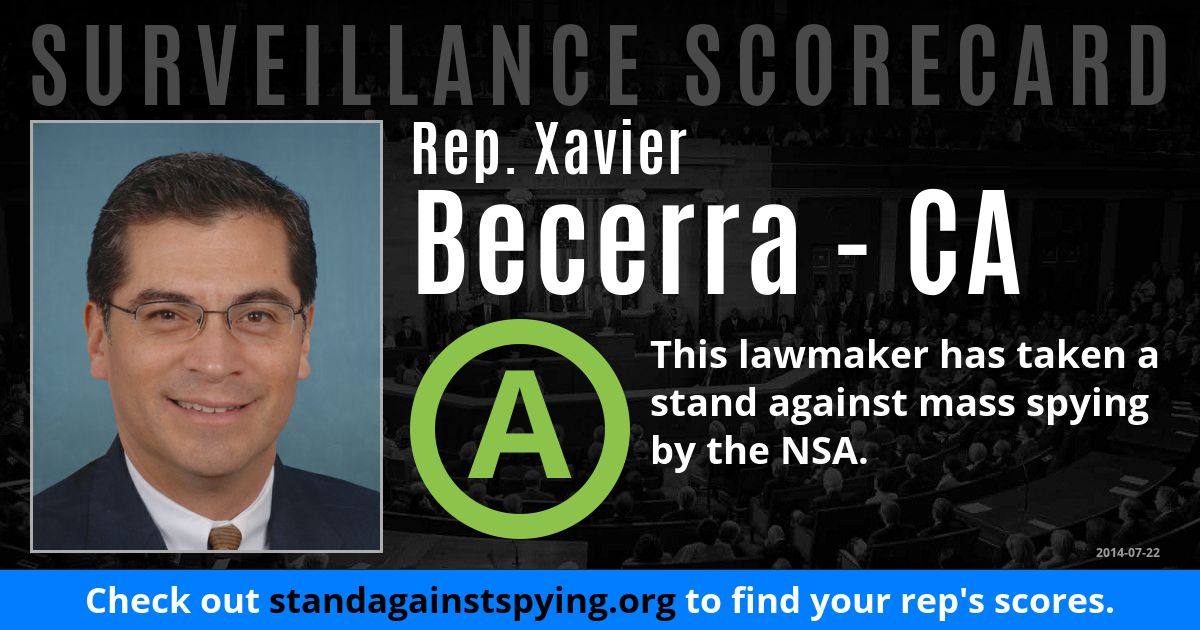 SURVEILLANCE SCORECARD
Rep. Xavier
Becerra - CA
A
This lawmaker has taken a
stand against mass spying
by the NSA.
2014-07-22
Check out standagainstspying.org to find your rep's scores.